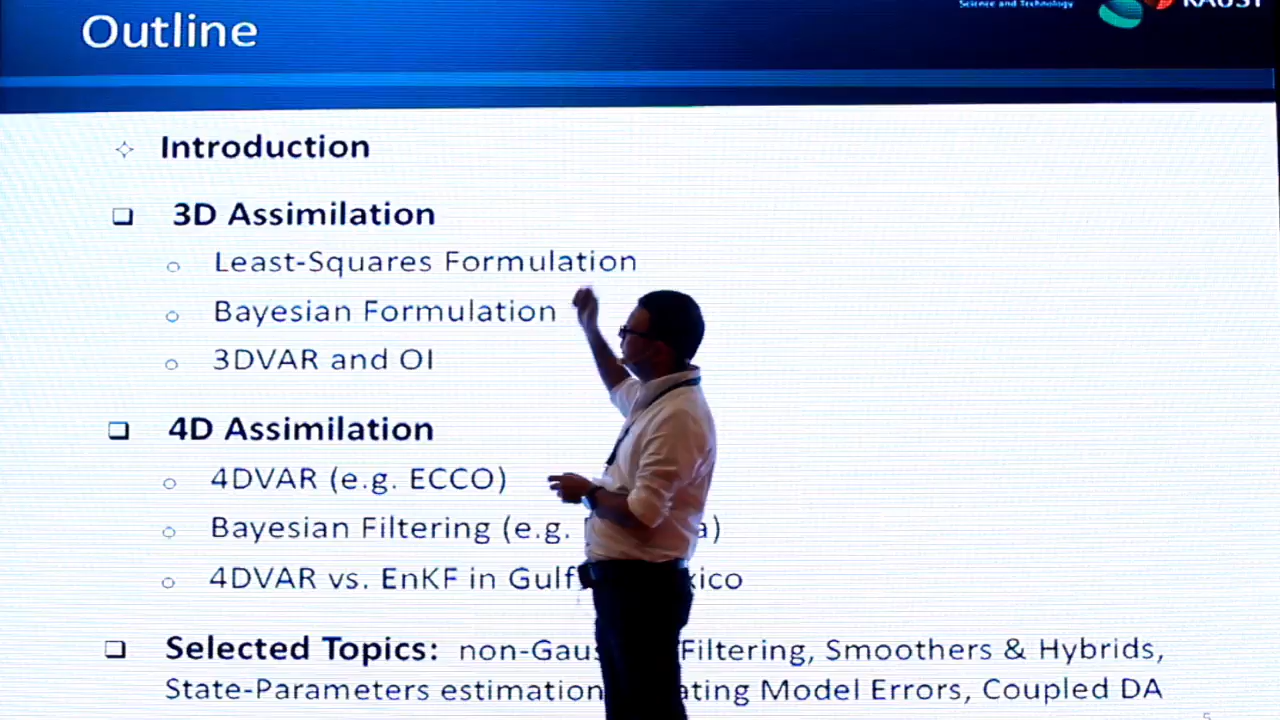 Science and Technology
KAUST
Outline
Introduction
3D Assimilation
Least-Squares Formulation
Bayesian Formulation
3DVAR and OI
4D Assimilation
4DVAR (e.g. ECCO)
Bayesian Filtering (e.g. a)
4DVAR vs. EnKF in Gulf xico
Selected Topics: non-Gaus Filtering, Smoothers & Hybrids,
State-Parameters estimation ating Model Errors, Coupled DA
5